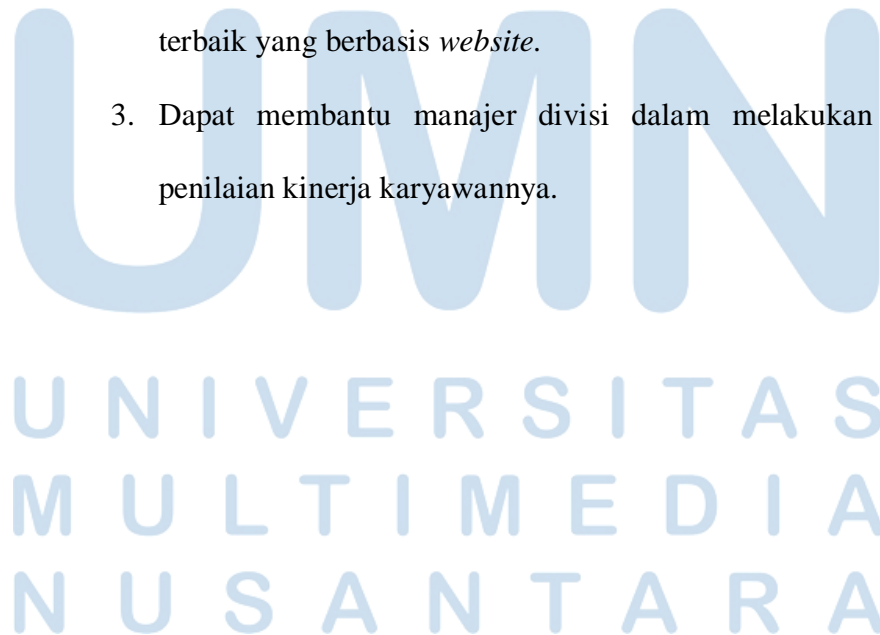 terbaik yang berbasis website.
3. Dapat membantu manajer divisi dalam melakukan
penilaian kinerja karyawannya.
UMN
UNIVERSITAS
MULTIMEDIA
NUSANTARA